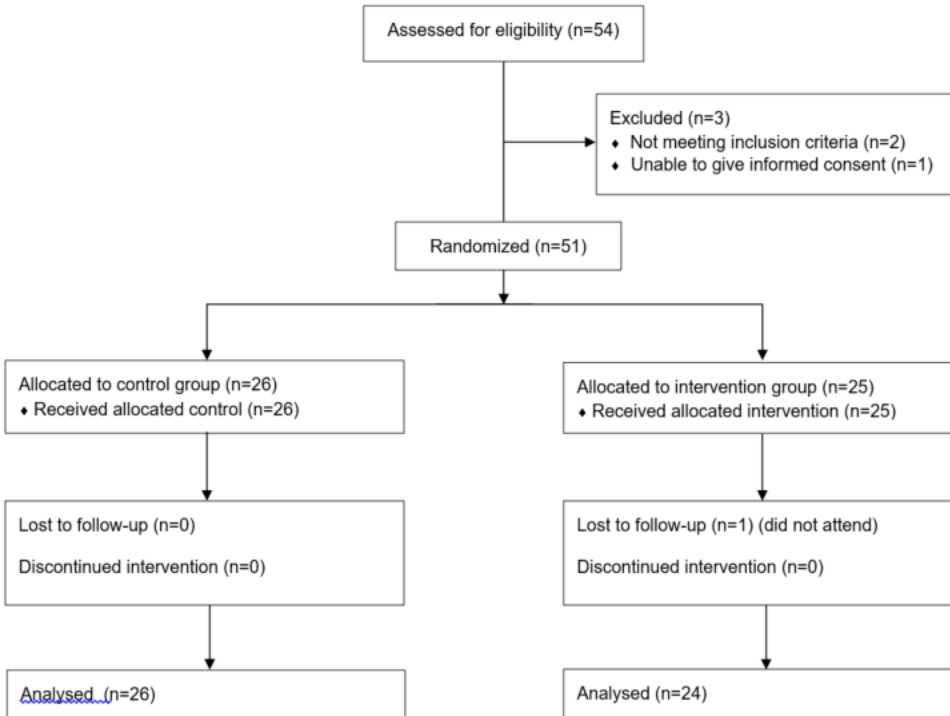 Assessed for eligibility (n=54)
Excluded (n=3)
♦ Not meeting inclusion criteria (n=2)
♦ Unable to give informed consent (n=1)
Randomized (n=51)
Allocated to control group (n=26)
♦ Received allocated control (n=26)
Allocated to intervention group (n=25)
♦ Received allocated intervention (n=25)
Lost to follow-up (n=0)
Discontinued intervention (n=0)
Lost to follow-up (n=1) (did not attend)
Discontinued intervention (n=0)
Analysed (n=26)
Analysed (n=24)